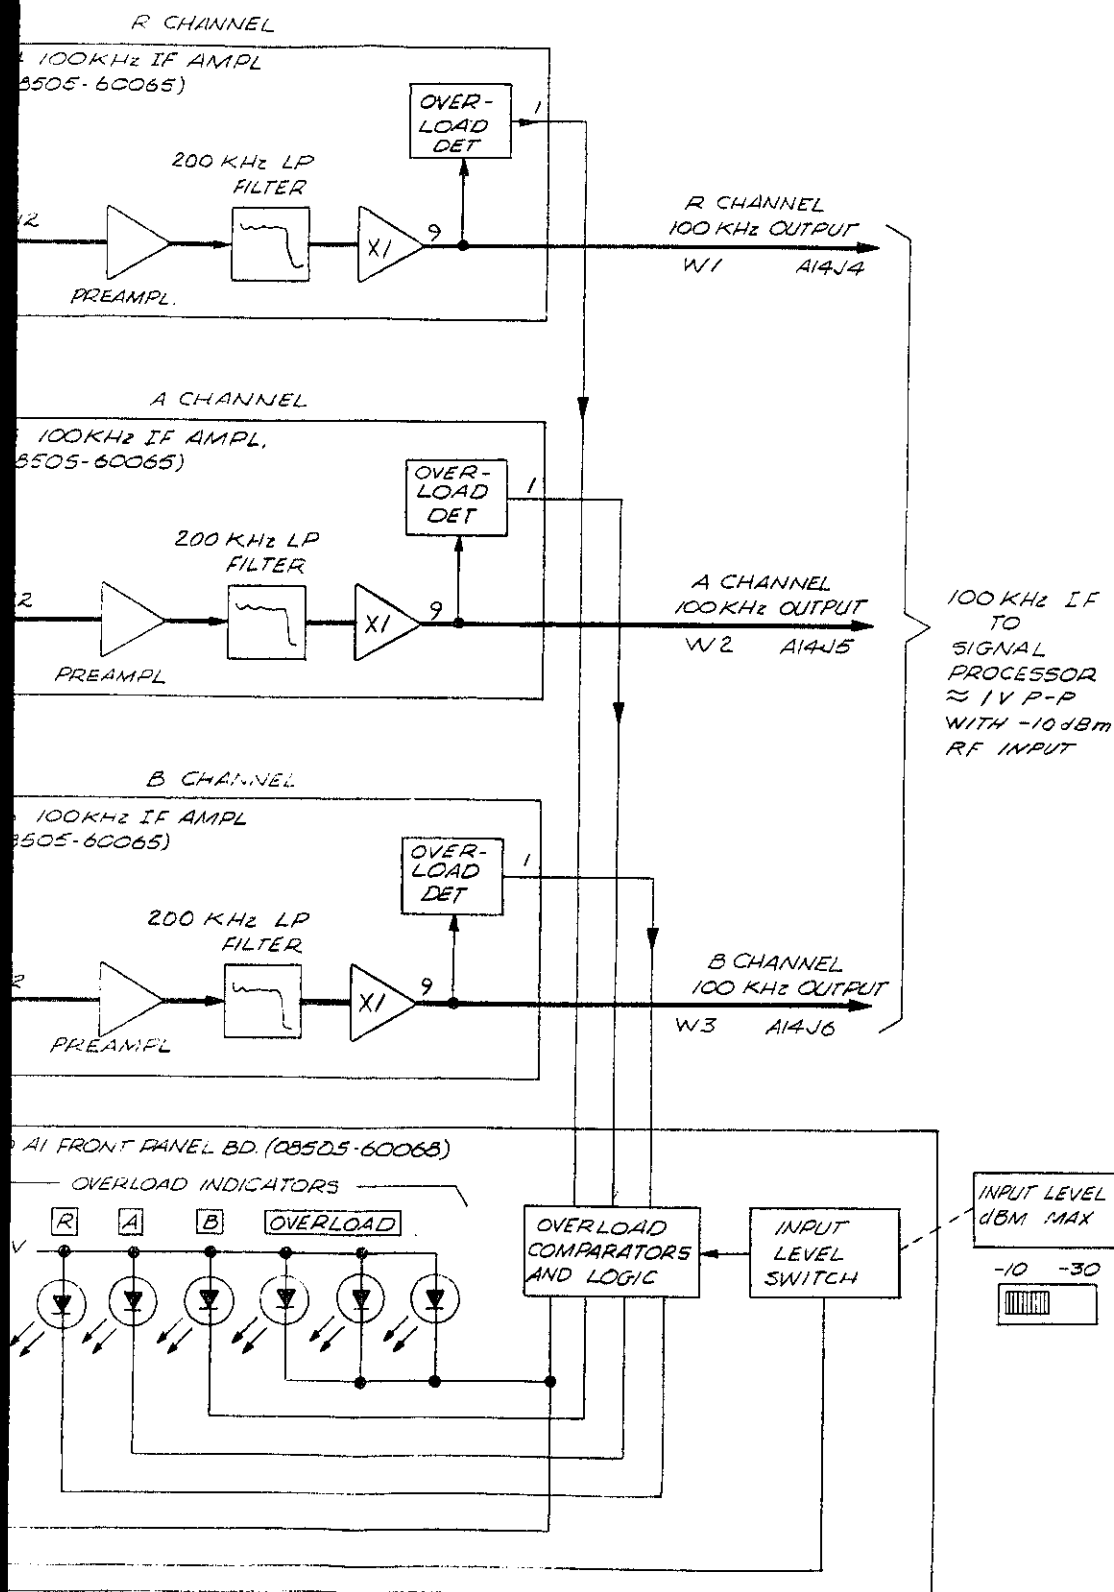 R CHANNEL
100KHz IF AMPL
8505-60065)
OVER-
LOAD
DET
1
200 KHz LP
FILTER
12
X1
9
PREAMPL.
R CHANNEL
100 KHz OUTPUT
W1 A14J4
A CHANNEL
100KHz IF AMPL.
8505-60065)
OVER-
LOAD
DET
1
200 KHz LP
FILTER
2
X1
9
PREAMPL
A CHANNEL
100 KHz OUTPUT
W2 A14J5
100 KHz IF
TO
SIGNAL
PROCESSOR
≈ 1V P-P
WITH -10 dBm
RF INPUT
B CHANNEL
100KHz IF AMPL
8505-60065)
OVER-
LOAD
DET
1
200 KHz LP
FILTER
2
X1
9
PREAMPL
B CHANNEL
100 KHz OUTPUT
W3 A14J6
A1 FRONT PANEL BD. (08505-60068)
OVERLOAD INDICATORS
R A B OVERLOAD
V
OVERLOAD
COMPARATORS
AND LOGIC
INPUT
LEVEL
SWITCH
INPUT LEVEL
dBM MAX
-10 -30